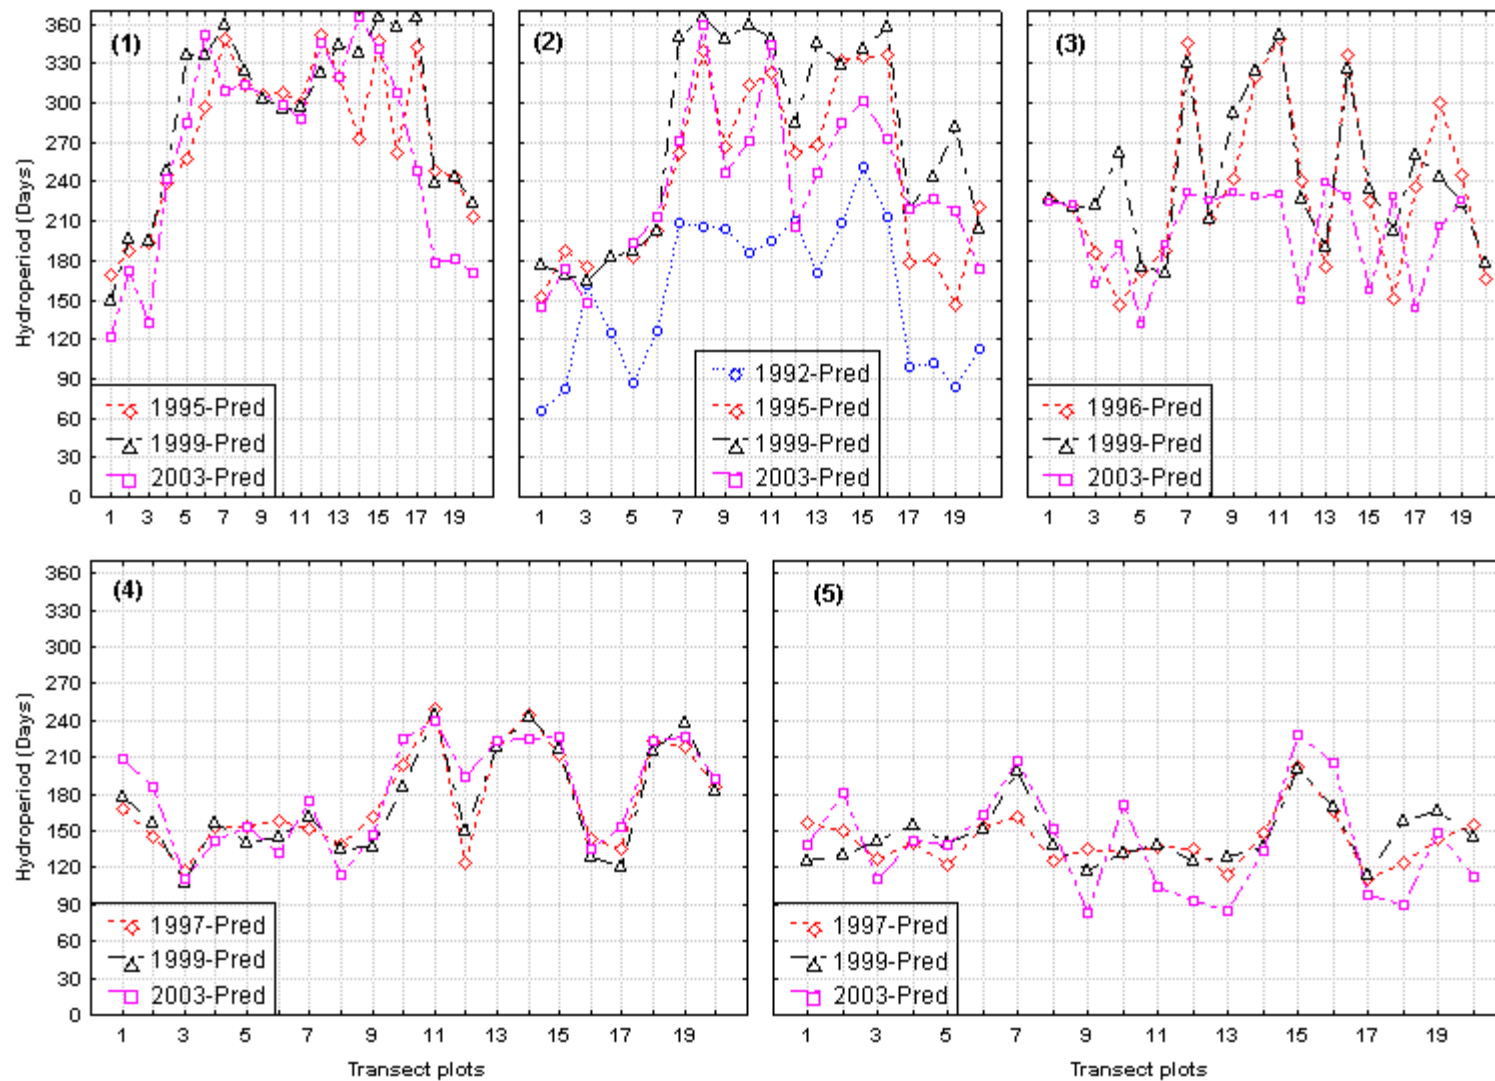 (1)
(2)
(3)
360
330
300
270
240
210
180
150
120
90
60
30
0
Hydroperiod (Days)
1995-Pred
1999-Pred
2003-Pred
1992-Pred
1995-Pred
1999-Pred
2003-Pred
1996-Pred
1999-Pred
2003-Pred
1 3 5 7 9 11 13 15 17 19
1 3 5 7 9 11 13 15 17 19
1 3 5 7 9 11 13 15 17 19
(4)
(5)
360
330
300
270
240
210
180
150
120
90
60
30
0
Hydroperiod (Days)
1997-Pred
1999-Pred
2003-Pred
1997-Pred
1999-Pred
2003-Pred
1 3 5 7 9 11 13 15 17 19
1 3 5 7 9 11 13 15 17 19
Transect plots
Transect plots